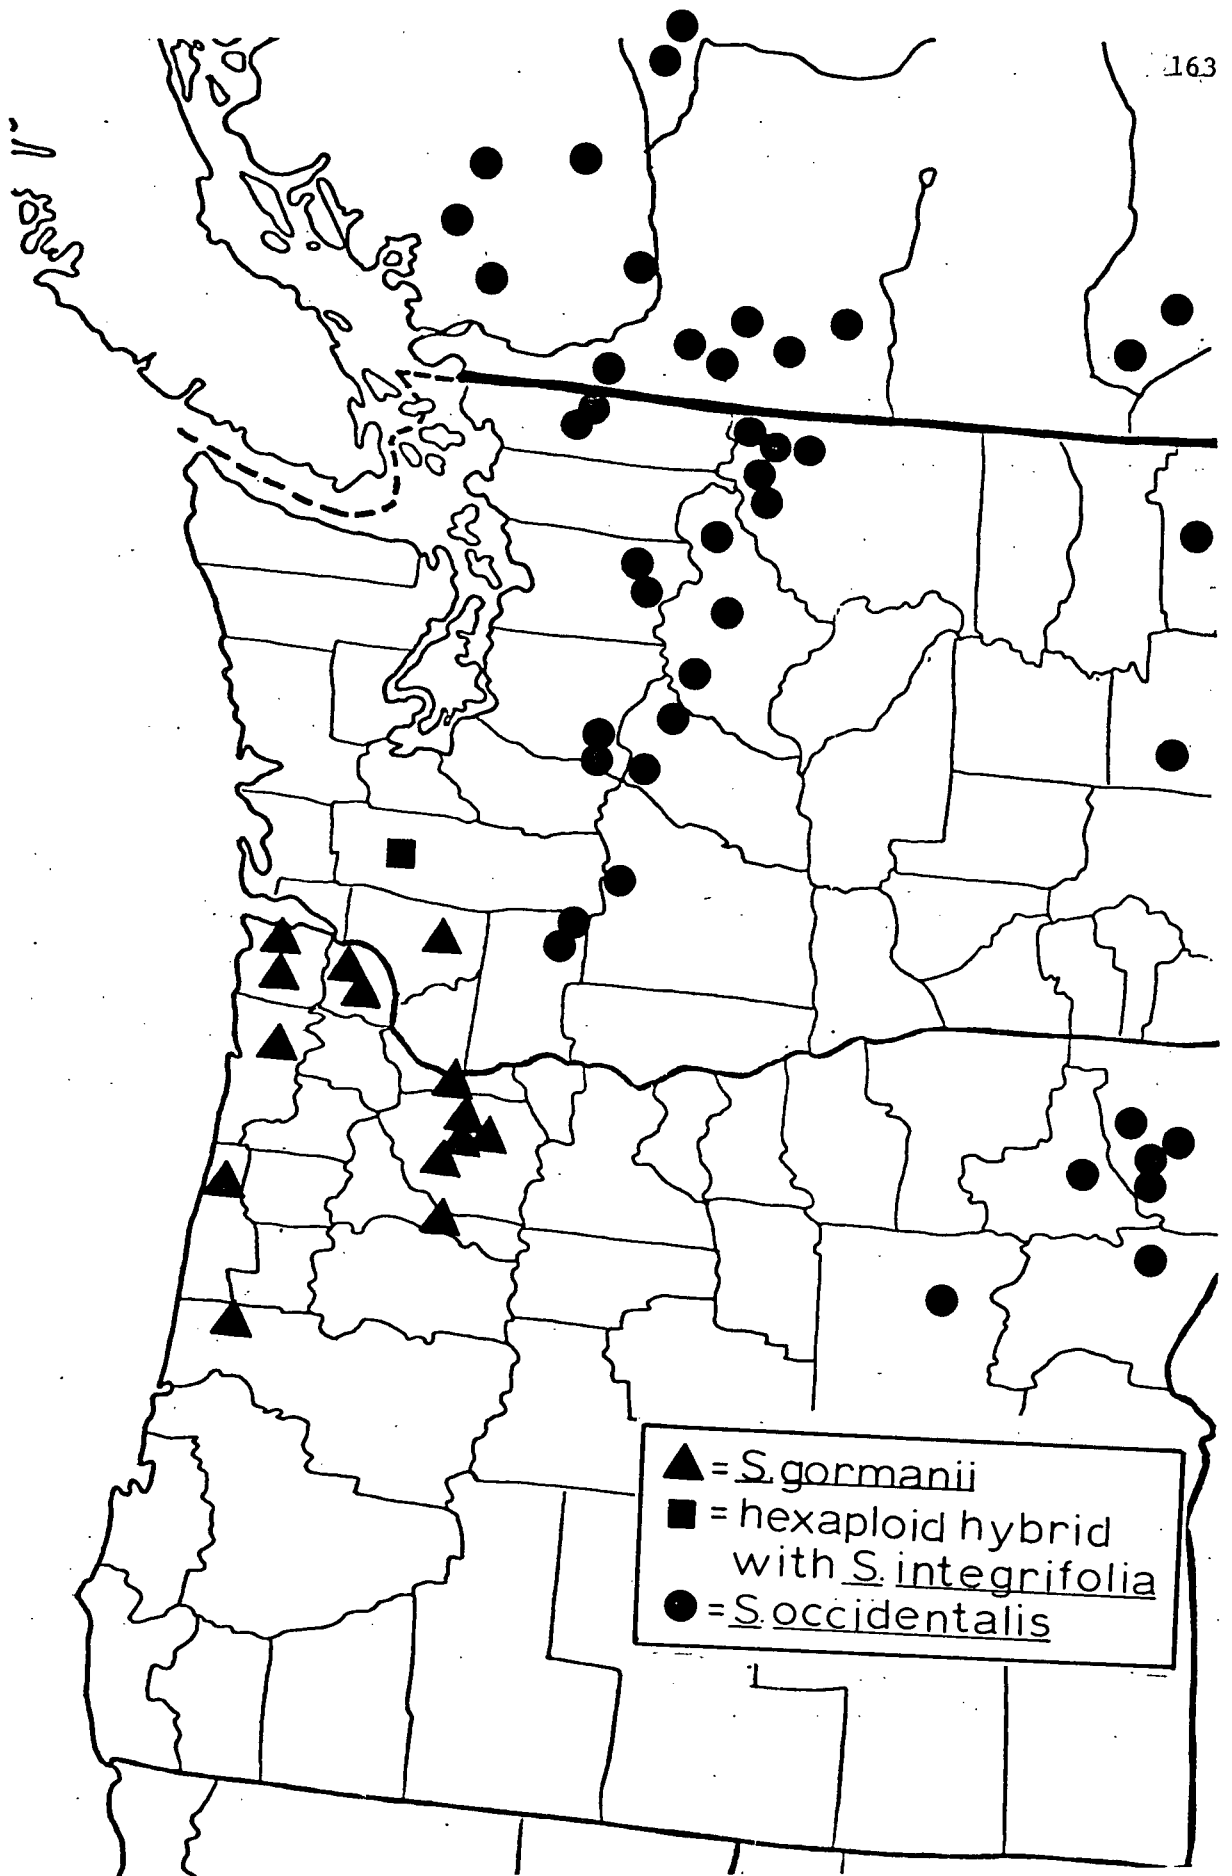 163
▲ = S. gormanii
■ = hexaploid hybrid
with S. integrifolia
● = S. occidentalis